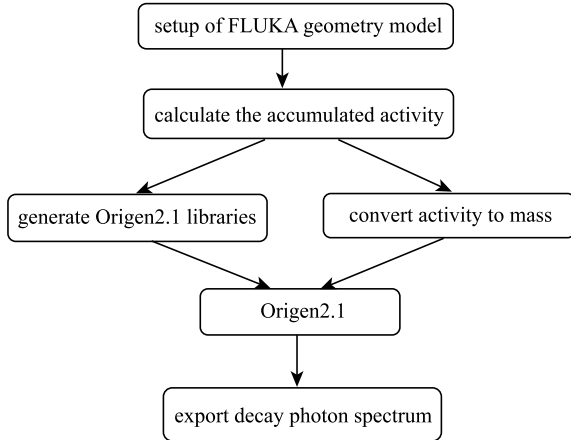 setup of FLUKA geometry model
calculate the accumulated activity
generate Origen2.1 libraries
convert activity to mass
Origen2.1
export decay photon spectrum